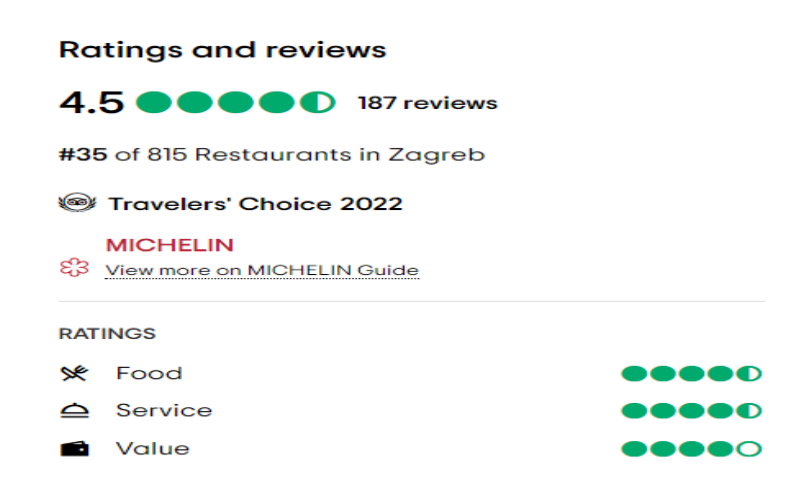 Ratings and reviews
4.5 187 reviews
#35 of 815 Restaurants in Zagreb
Travelers' Choice 2022
MICHELIN
View more on MICHELIN Guide
RATINGS
Food
Service
Value